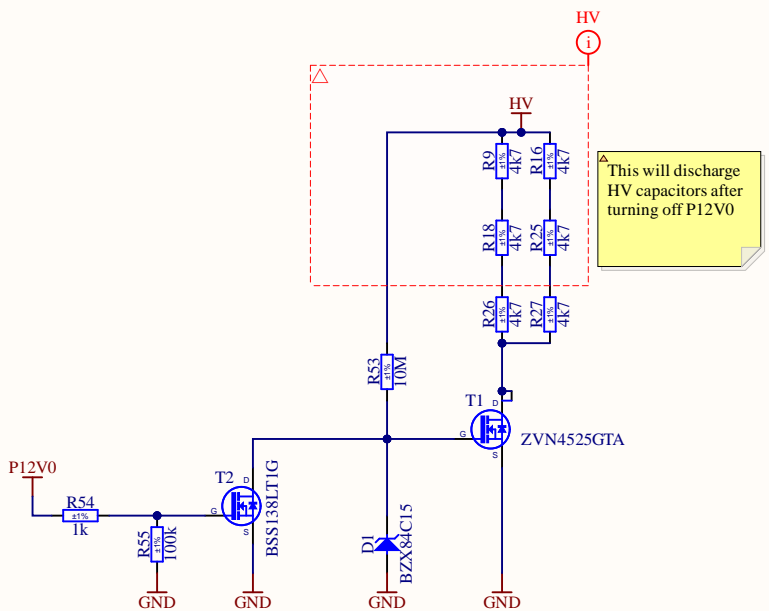 HV
i
HV
R9
±1%
4k7
R16
±1%
4k7
This will discharge
HV capacitors after
turning off P12V0
R18
±1%
4k7
R25
±1%
4k7
R26
±1%
4k7
R27
±1%
4k7
R53
±1%
10M
T1
D
G
S
ZVN4525GTA
P12V0
R54
±1%
1k
T2
D
G
S
BSS138LT1G
R55
±1%
100k
D1
BZX84C15
GND
GND
GND
GND